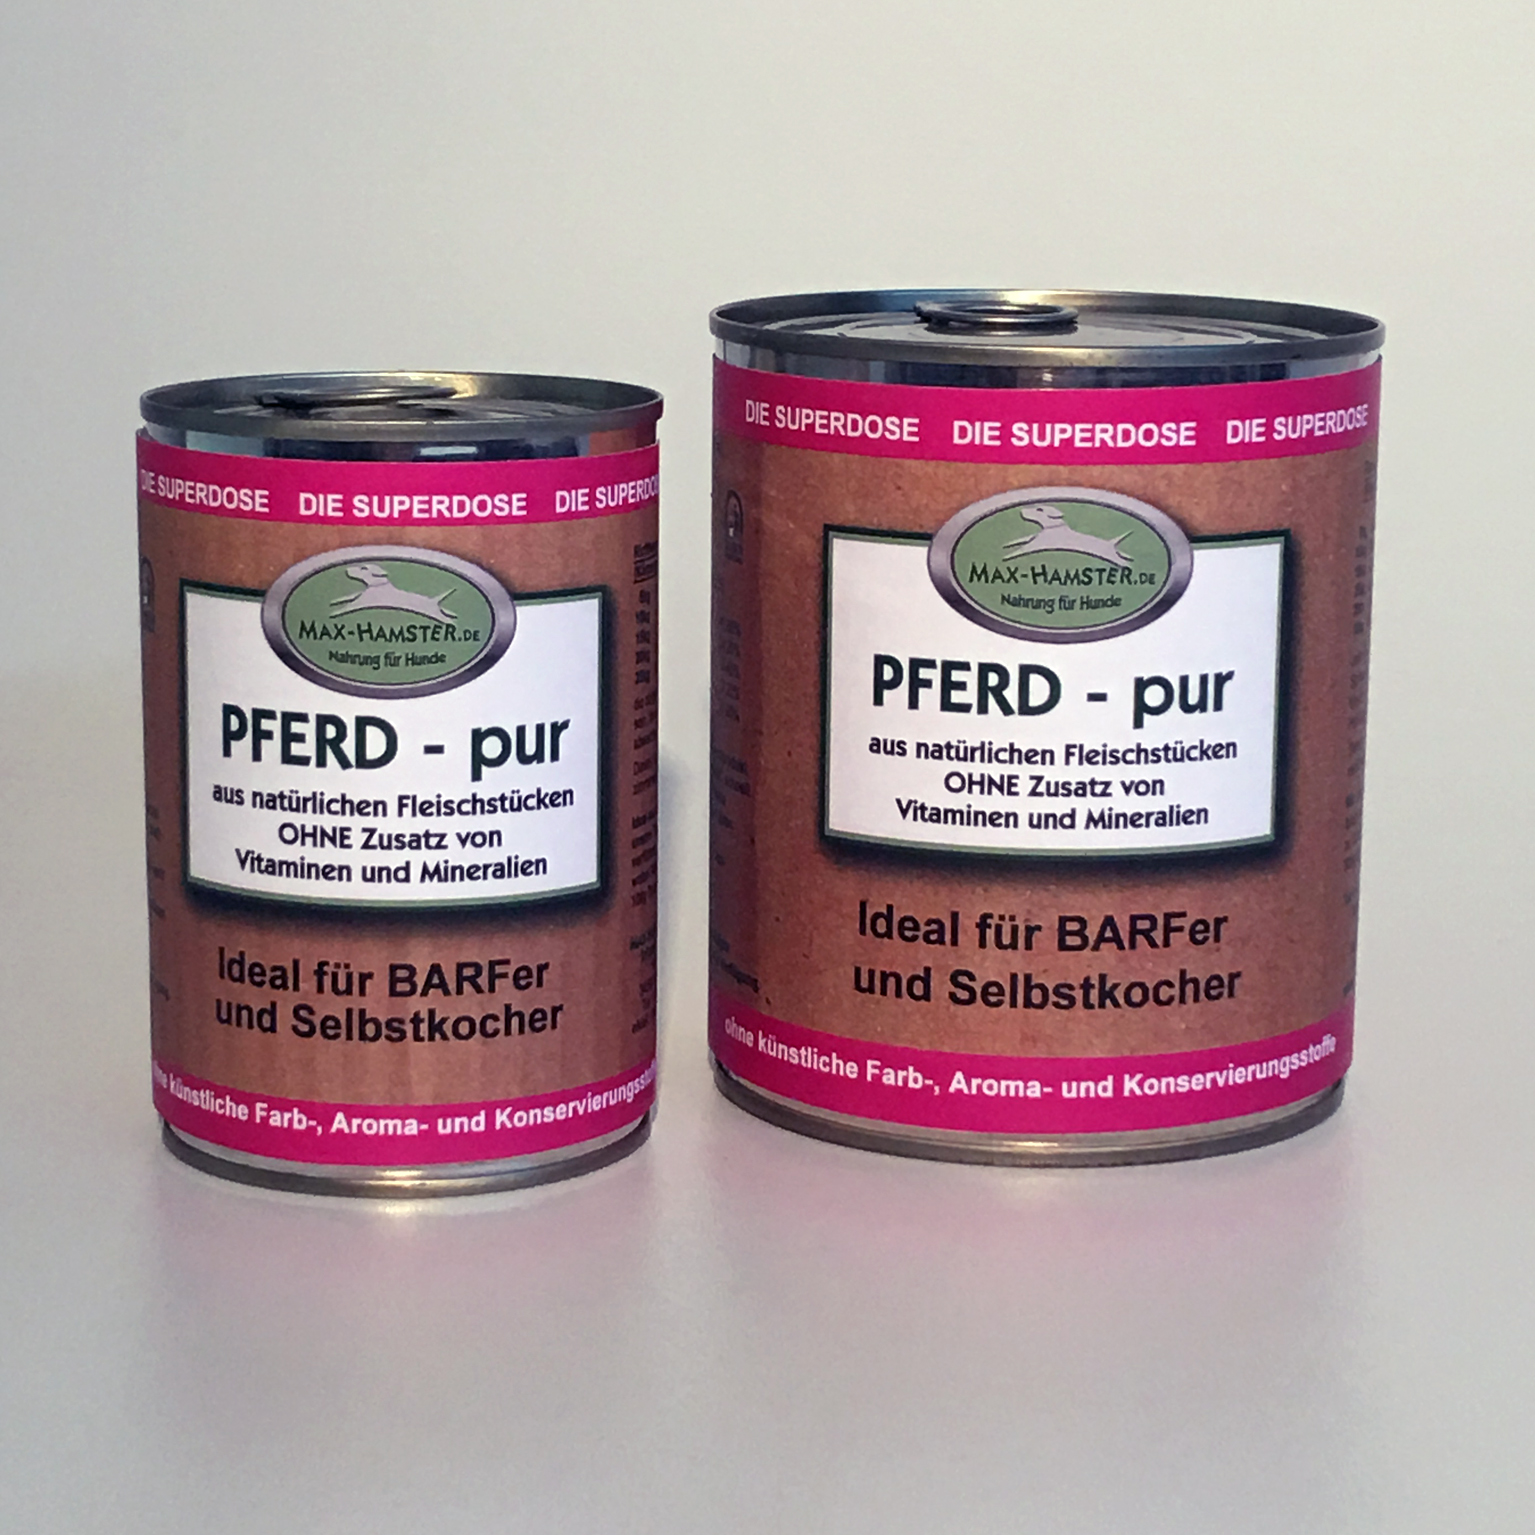 DIE SUPERDOSE DIE SUPERDOSE DIE
MAX-HAMSTER.DE
Nahrung für Hunde
PFERD - pur
aus natürlichen Fleischstücken
OHNE Zusatz von
Vitaminen und Mineralien
Ideal für BARFer
und Selbstkocher
künstliche Farb-, Aroma- und Konservierungsstoffe
DIE SUPERDOSE DIE SUPERDOSE DIE SUPERDOSE
MAX-HAMSTER.DE
Nahrung für Hunde
PFERD - pur
aus natürlichen Fleischstücken
OHNE Zusatz von
Vitaminen und Mineralien
Ideal für BARFer
und Selbstkocher
ohne künstliche Farb-, Aroma- und Konservierungsstoffe